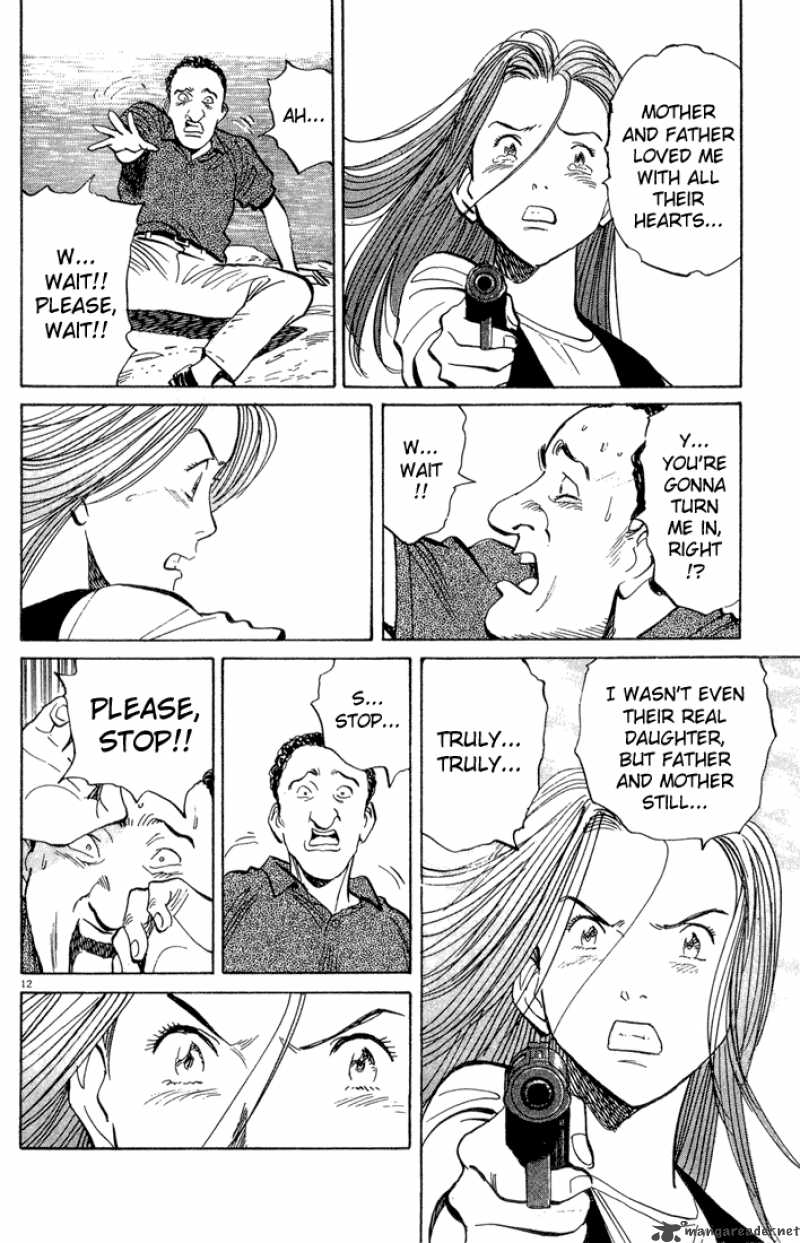 MOTHER
AND FATHER
LOVED ME
WITH ALL
THEIR
HEARTS...
AH...
W...
WAIT!!
PLEASE,
WAIT!!
Y...
YOU'RE
GONNA
TURN
ME IN,
RIGHT
!?
W...
WAIT
!!
I WASN'T EVEN
THEIR REAL
DAUGHTER,
BUT FATHER
AND MOTHER
STILL...
TRULY...
TRULY...
S...
STOP...
PLEASE,
STOP!!
12
mangareader.net